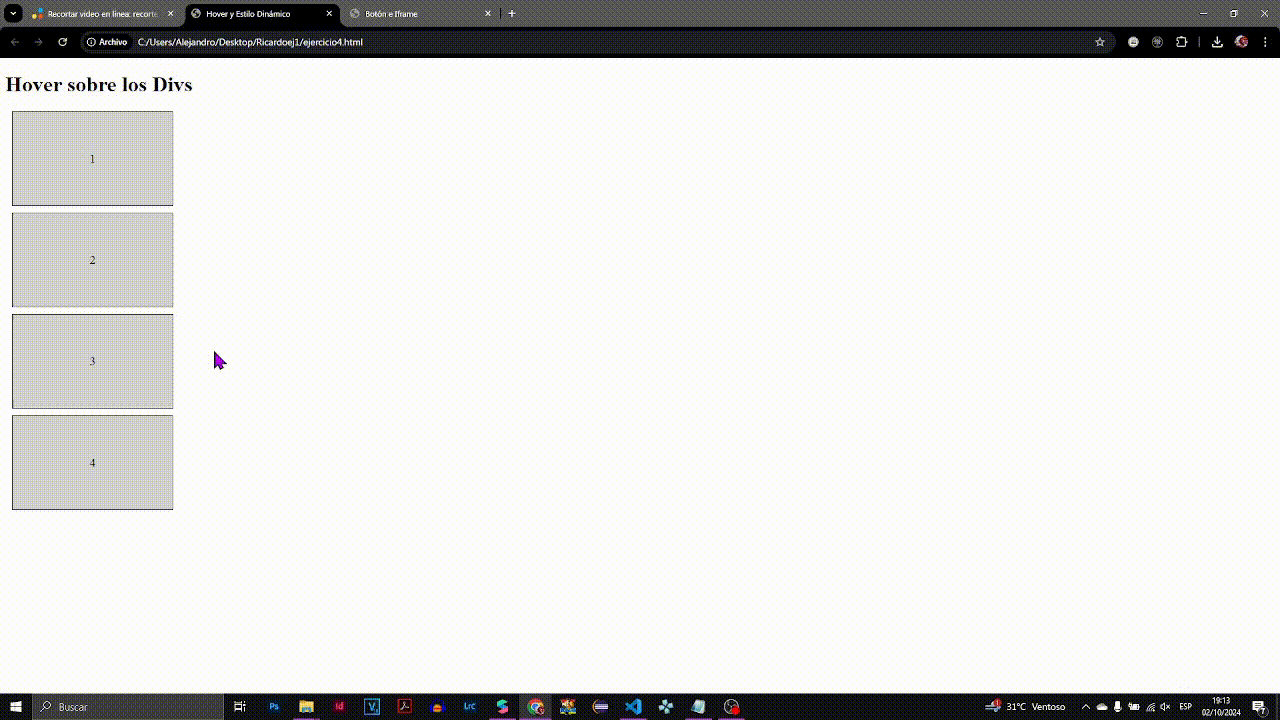 Recortar video en línea: recorte
Hover y Estilo Dinámico
Botón e Iframe
Archivo
C:/Users/Alejandro/Desktop/Ricardoej1/ejercicio4.html
Hover sobre los Divs
1
2
3
4
Buscar
Ps
Id
Lrc
31°C Ventoso
ESP
19:13
02/10/2024